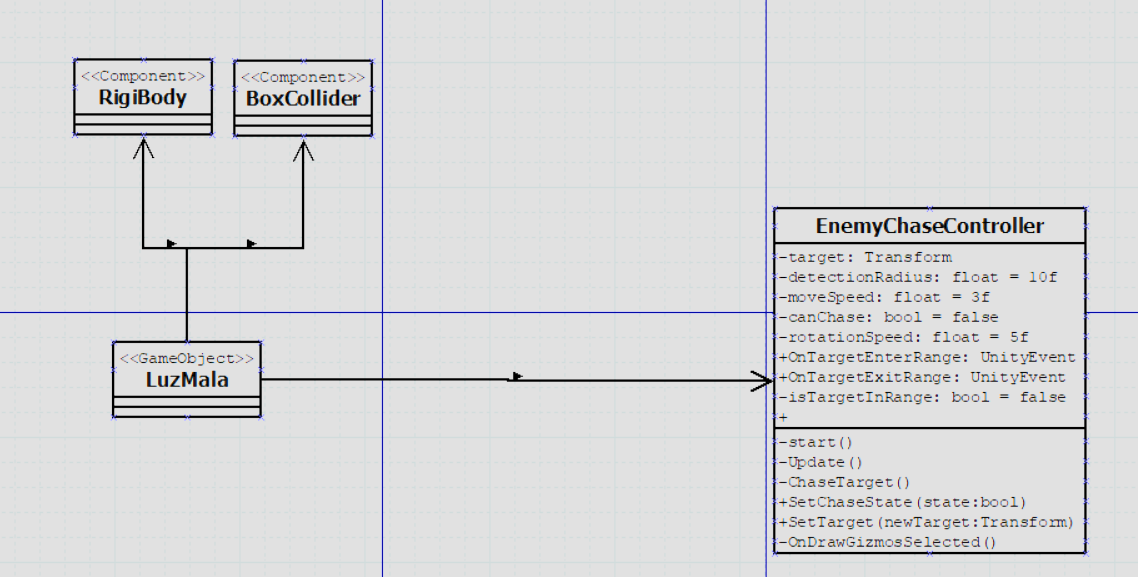 <<Component>>
RigiBody
<<Component>>
BoxCollider
<<GameObject>>
LuzMala
EnemyChaseController
-target: Transform
-detectionRadius: float = 10f
-moveSpeed: float = 3f
-canChase: bool = false
-rotationSpeed: float = 5f
+OnTargetEnterRange: UnityEvent
+OnTargetExitRange: UnityEvent
-isTargetInRange: bool = false
+
-start()
-Update()
-ChaseTarget()
+SetChaseState(state:bool)
+SetTarget(newTarget:Transform)
-OnDrawGizmosSelected()